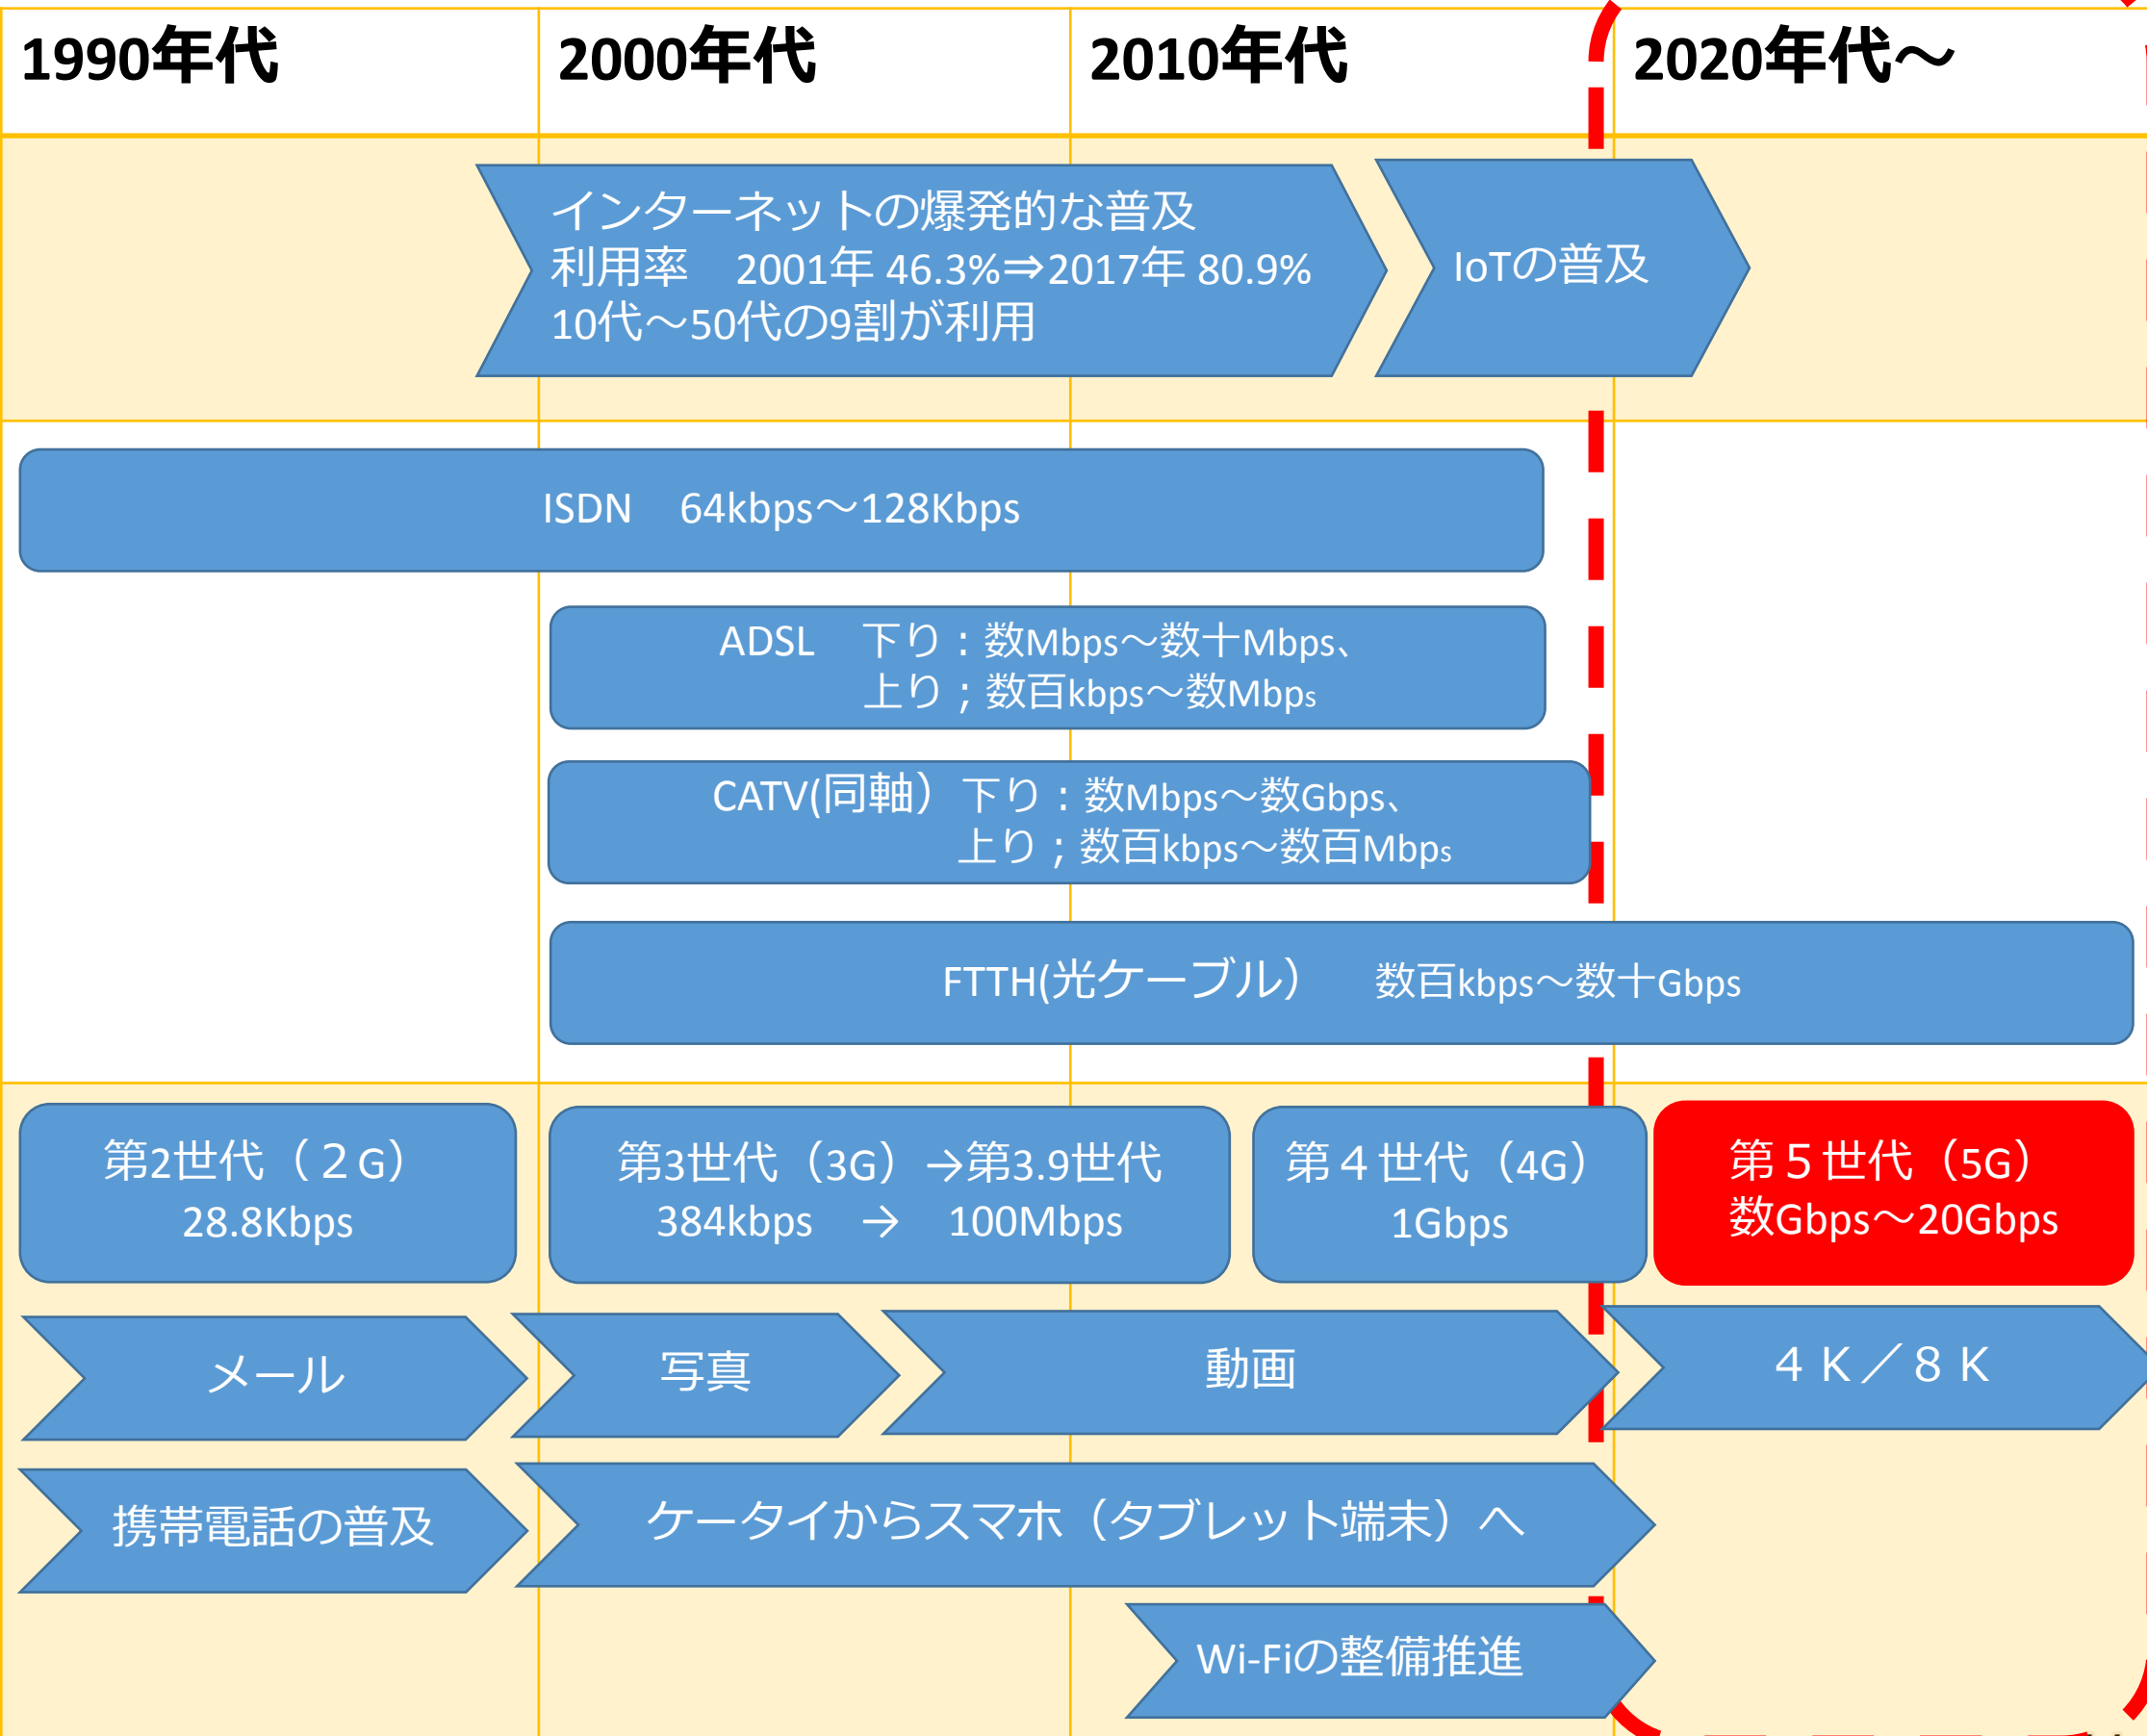 1990年代
2000年代
2010年代
2020年代～
インターネットの爆発的な普及
利用率　2001年 46.3%⇒2017年 80.9%
10代～50代の9割が利用
IoTの普及
ISDN　64kbps～128Kbps
ADSL　下り：数Mbps～数十Mbps、
上り；数百kbps～数Mbps
CATV(同軸）下り：数Mbps～数Gbps、
上り；数百kbps～数百Mbps
FTTH(光ケーブル）　数百kbps～数十Gbps
第2世代（２G）
28.8Kbps
第3世代（3G）→第3.9世代
384kbps　→　100Mbps
第４世代（4G）
1Gbps
第５世代（5G）
数Gbps～20Gbps
メール
写真
動画
４Ｋ／８Ｋ
携帯電話の普及
ケータイからスマホ（タブレット端末）へ
Wi-Fiの整備推進